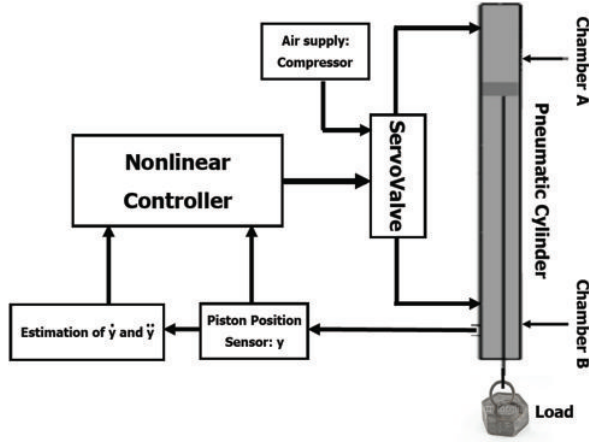 Air supply:
Compressor
Chamber A
Nonlinear
Controller
ServoValve
Pneumatic Cylinder
Estimation of ẏ and ÿ
Piston Position
Sensor: y
Chamber B
Load